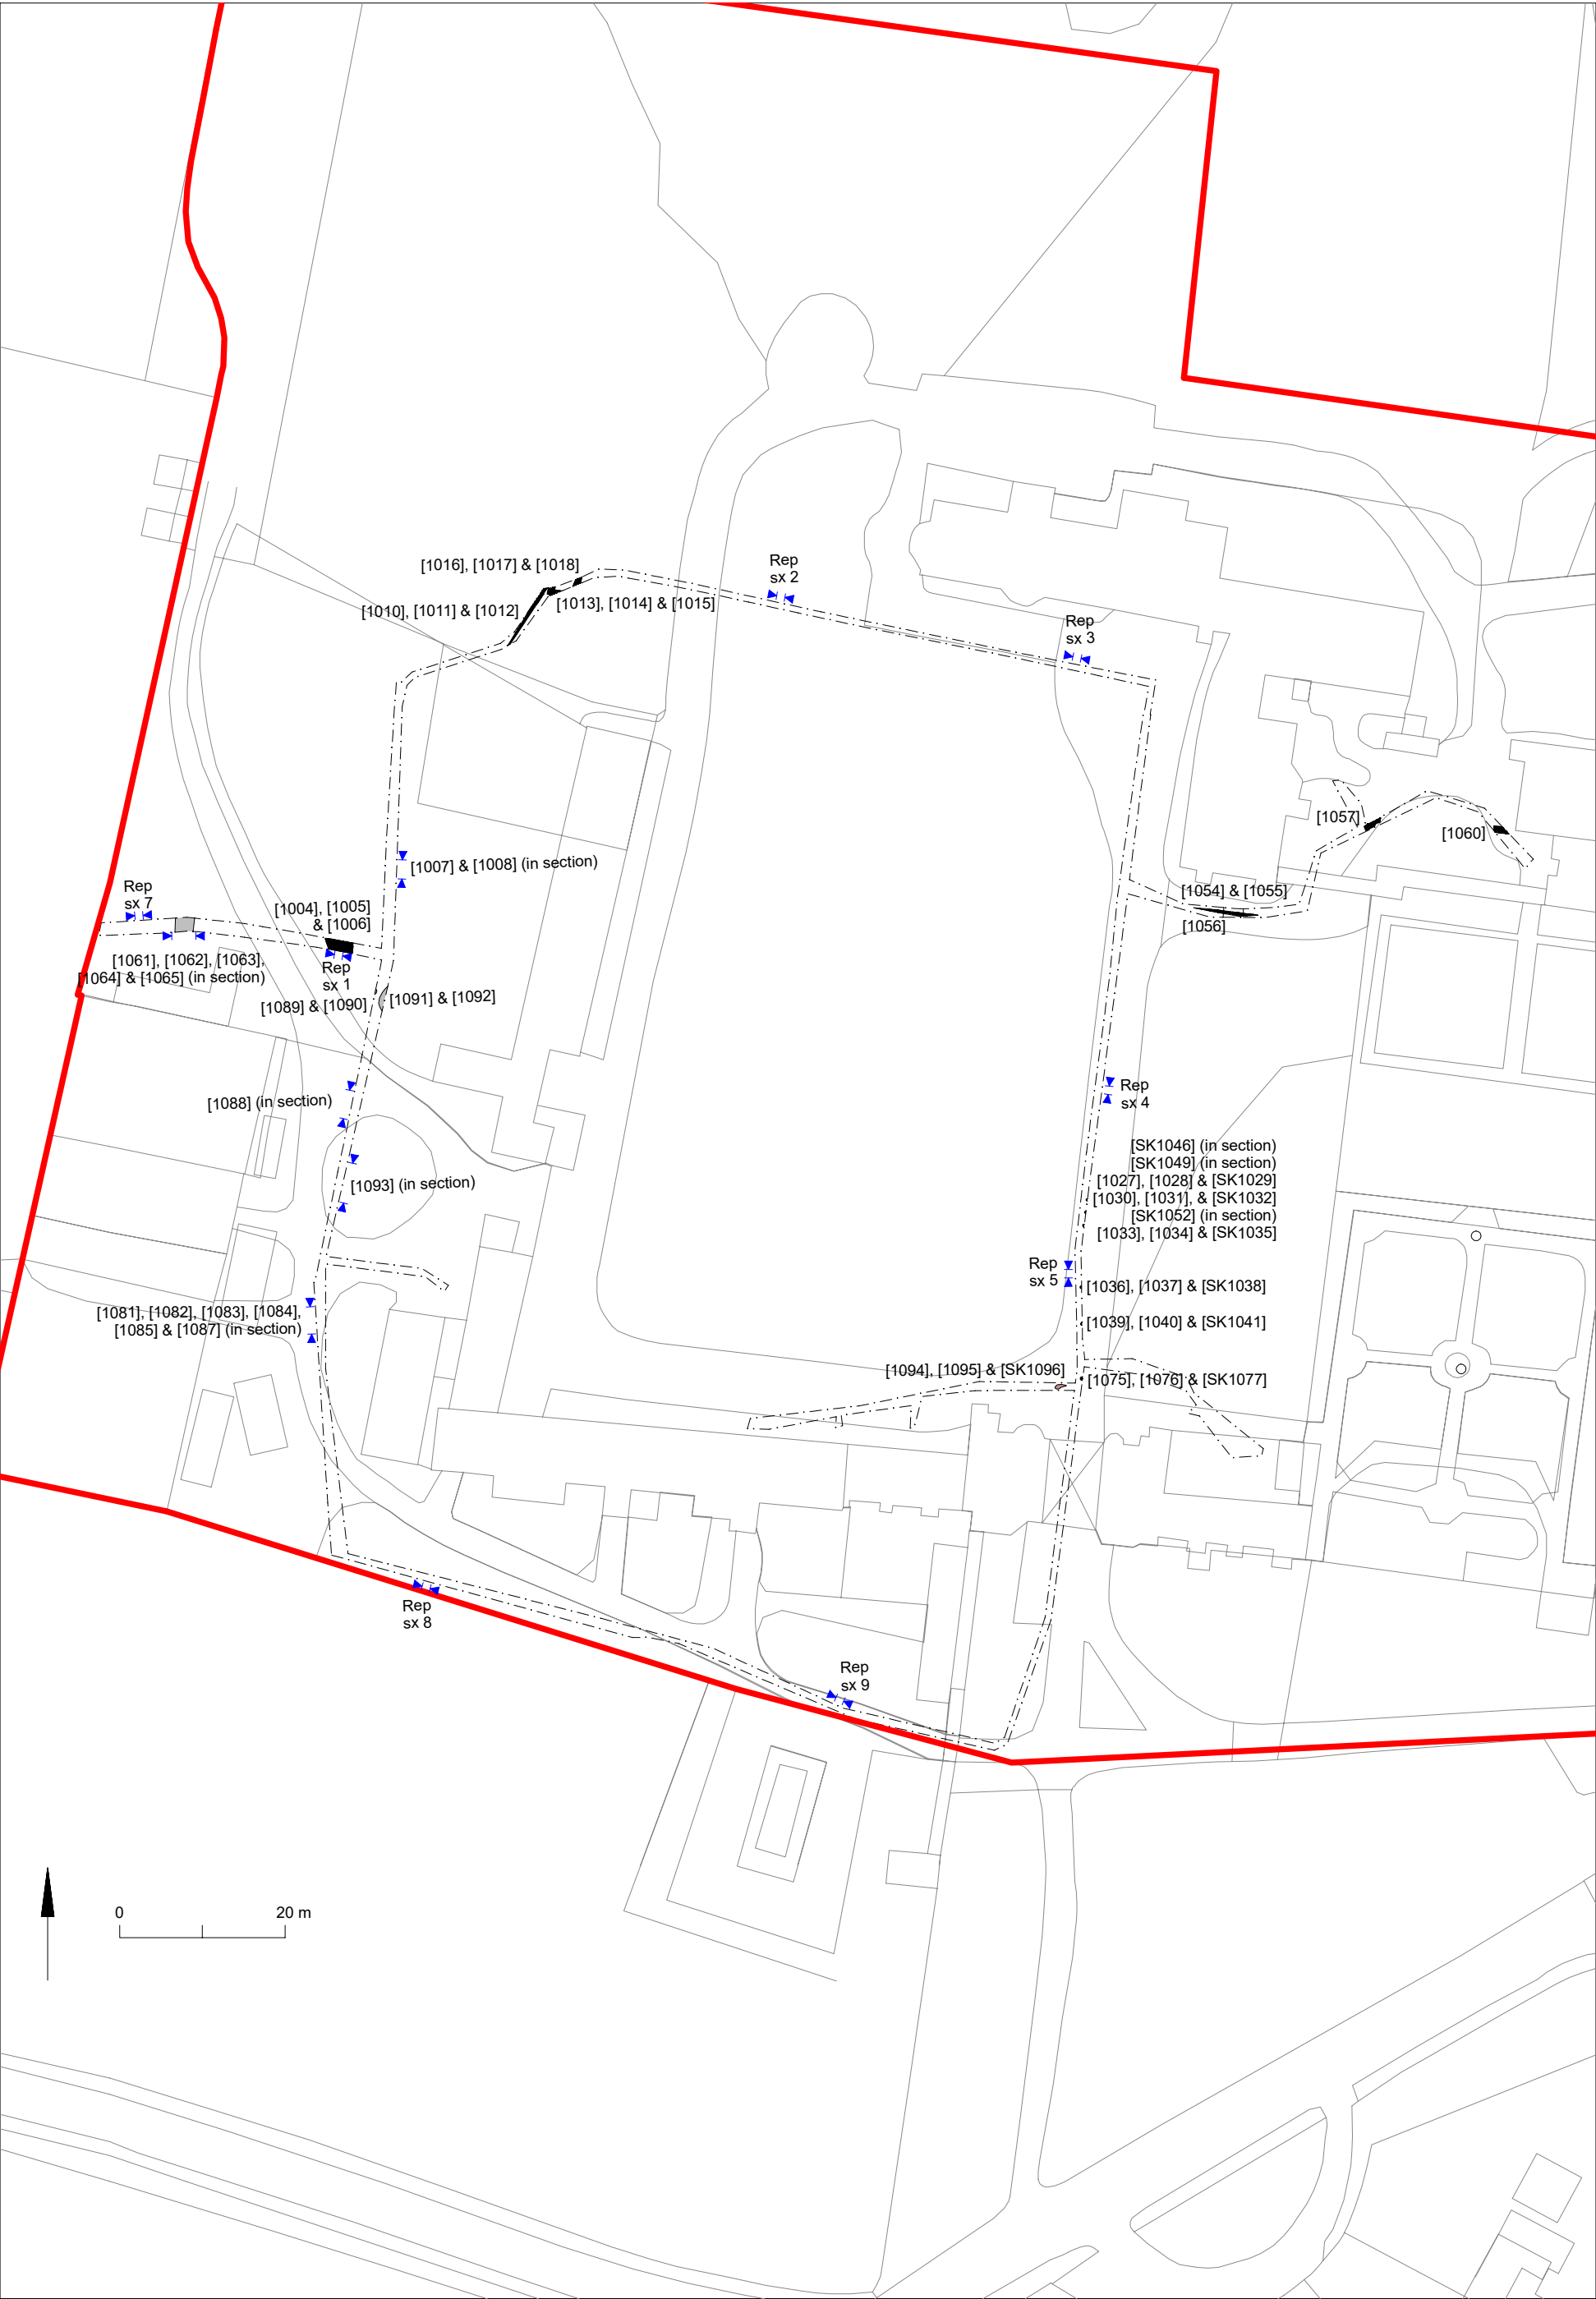 [1016], [1017] & [1018]
Rep
sx 2
[1010], [1011] & [1012]
[1013], [1014] & [1015]
Rep
sx 3
[1057]
[1060]
[1007] & [1008] (in section)
Rep
sx 7
[1004], [1005]
& [1006]
[1054] & [1055]
[1056]
[1061], [1062], [1063],
[1064] & [1065] (in section)
Rep
sx 1
[1089] & [1090]
[1091] & [1092]
[1088] (in section)
Rep
sx 4
[SK1046] (in section)
[SK1049] (in section)
[1027], [1028] & [SK1029]
[1030], [1031], & [SK1032]
[SK1052] (in section)
[1033], [1034] & [SK1035]
[1093] (in section)
Rep
sx 5
[1036], [1037] & [SK1038]
[1081], [1082], [1083], [1084],
[1085] & [1087] (in section)
[1039], [1040] & [SK1041]
[1094], [1095] & [SK1096]
[1075], [1076] & [SK1077]
Rep
sx 8
Rep
sx 9
0
20 m